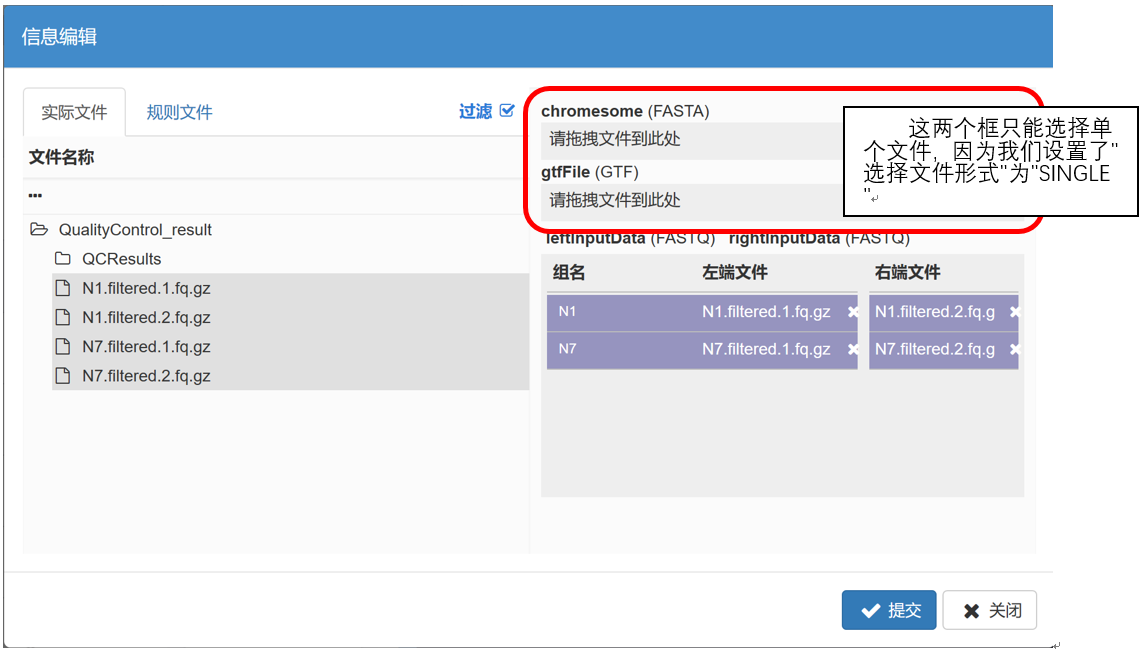 信息编辑
实际文件 规则文件 过滤
文件名称
...
QualityControl_result
QCResults
N1.filtered.1.fq.gz
N1.filtered.2.fq.gz
N7.filtered.1.fq.gz
N7.filtered.2.fq.gz
chromesome (FASTA)
请拖拽文件到此处
gtfFile (GTF)
请拖拽文件到此处
这两个框只能选择单
个文件，因为我们设置了"
选择文件形式"为"SINGLE
"
leftInputData (FASTQ) rightInputData (FASTQ)
组名 左端文件 右端文件
N1 N1.filtered.1.fq.gz N1.filtered.2.fq.g
N7 N7.filtered.1.fq.gz N7.filtered.2.fq.g
提交 关闭